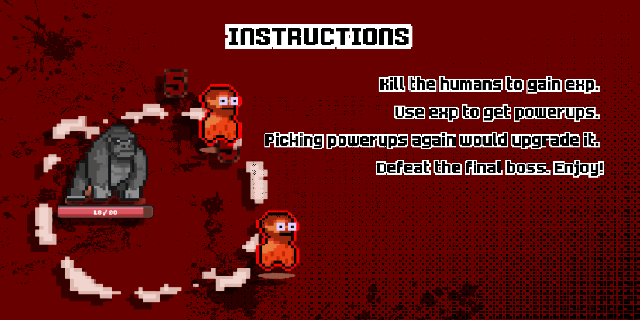 INSTRUCTIONS
5
Kill the humans to gain exp.
Use exp to get powerups.
Picking powerups again would upgrade it.
Defeat the final boss. Enjoy!